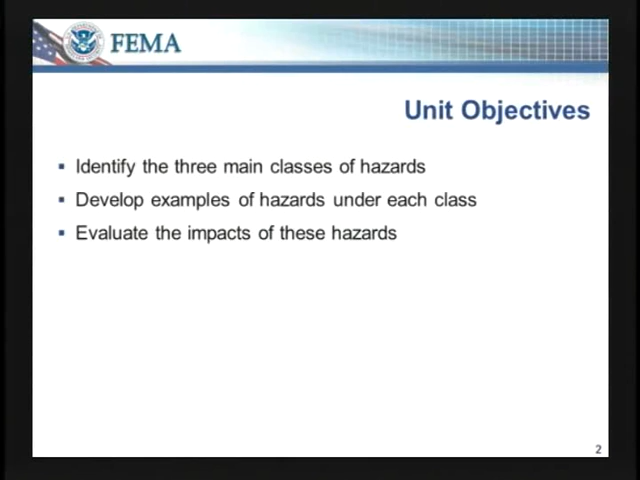 FEMA
Unit Objectives
Identify the three main classes of hazards
Develop examples of hazards under each class
Evaluate the impacts of these hazards
2